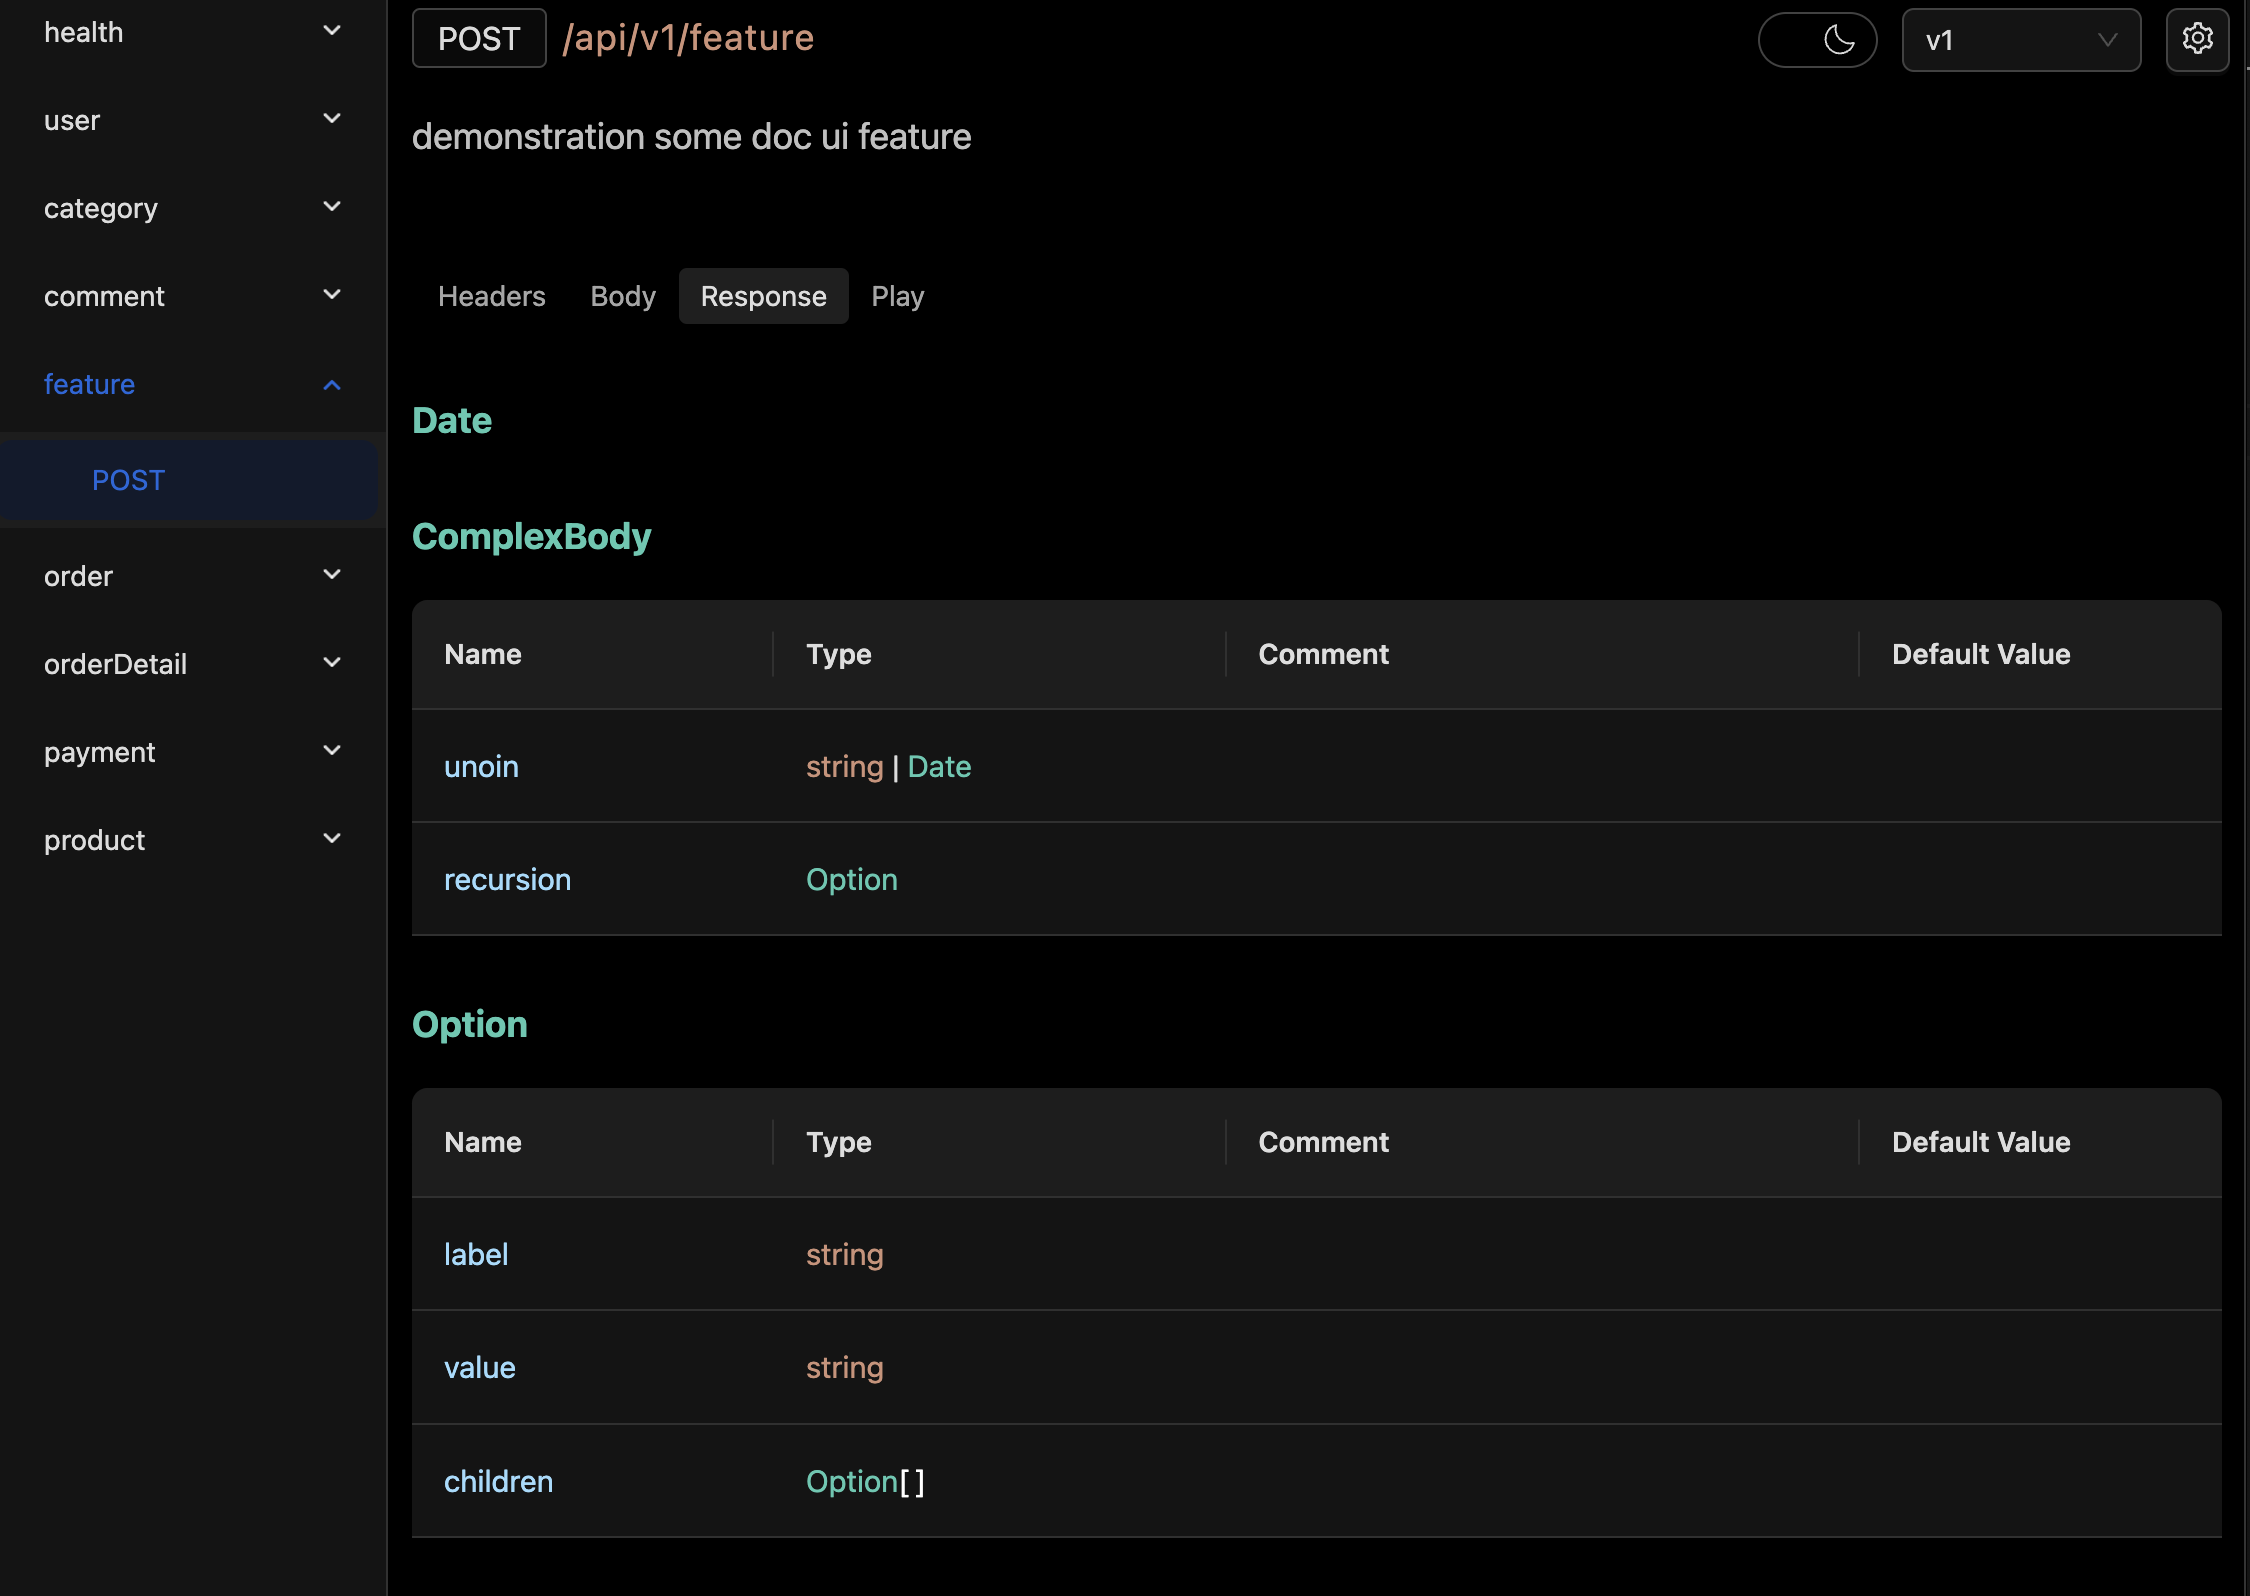 health
user
category
comment
feature
POST
order
orderDetail
payment
product
POST /api/v1/feature
v1
demonstration some doc ui feature
Headers Body Response Play
Date
ComplexBody
Name Type Comment Default Value
unoin string | Date
recursion Option
Option
Name Type Comment Default Value
label string
value string
children Option[]